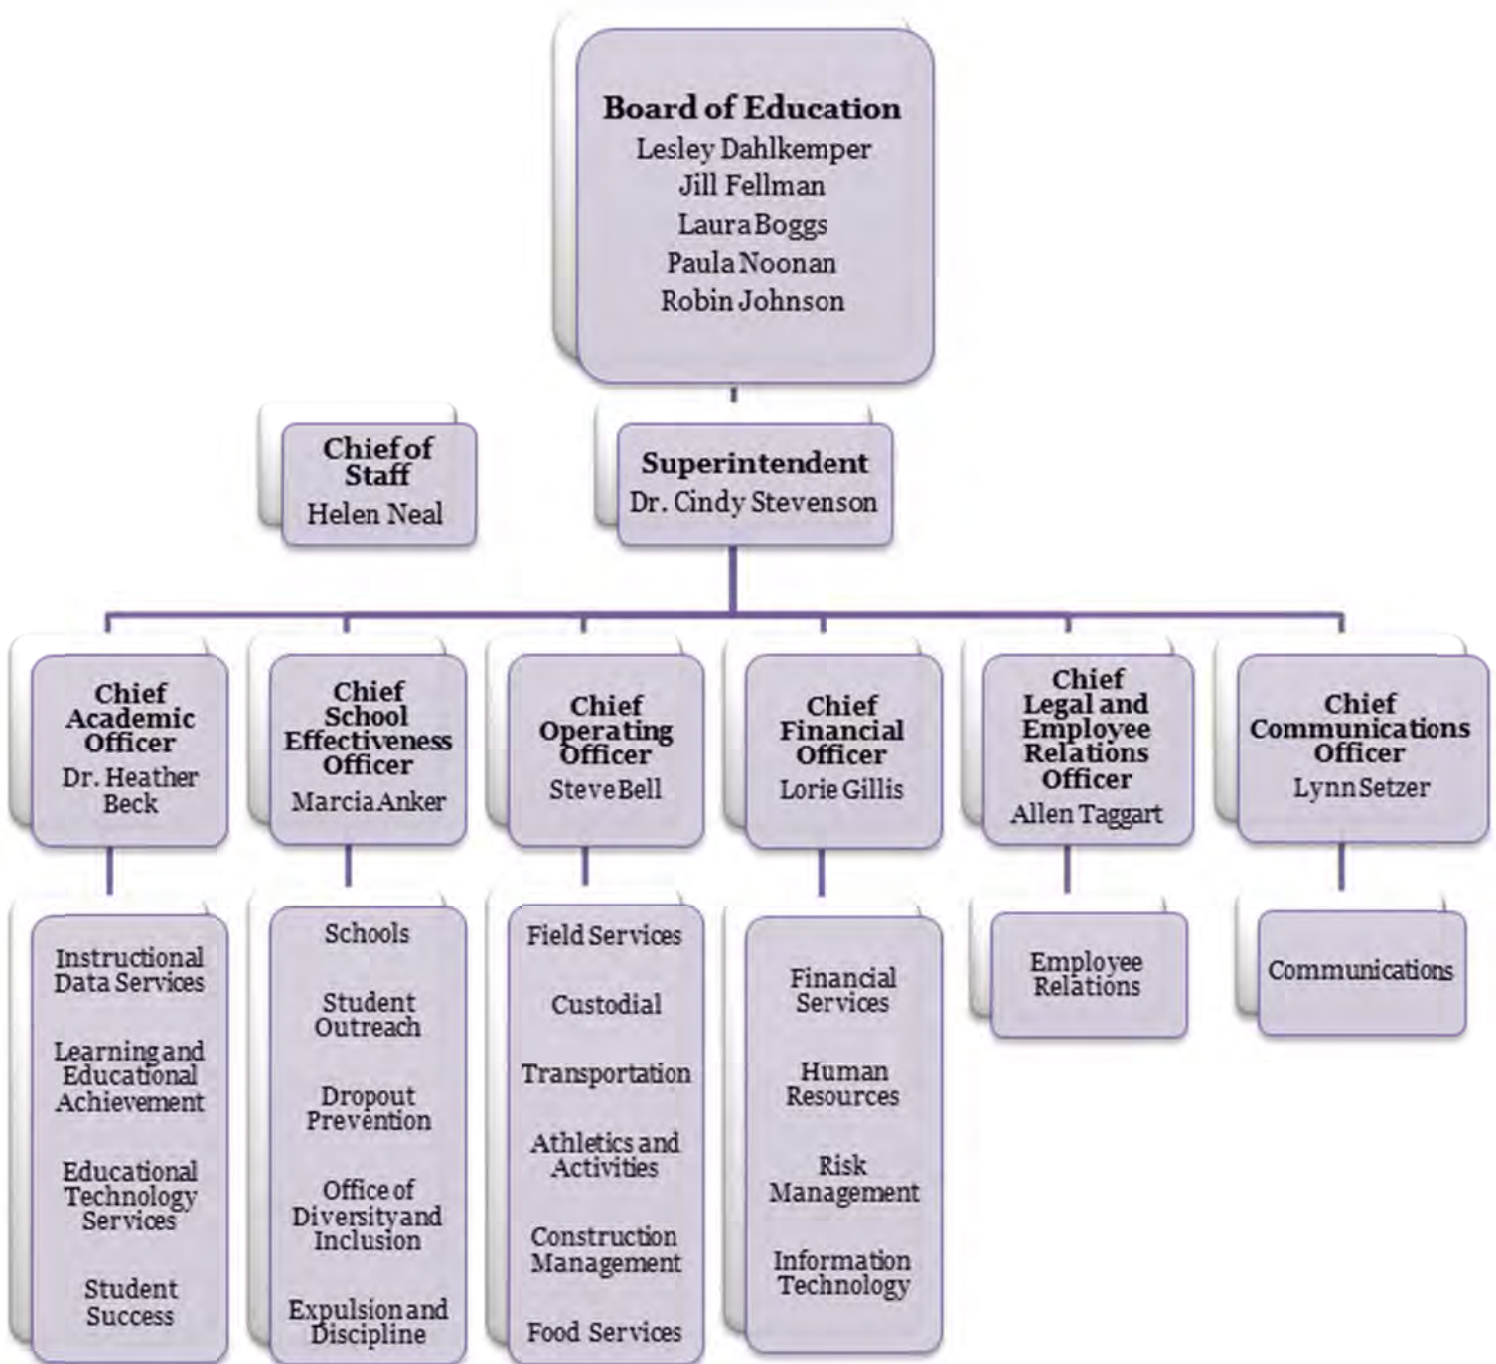 Board of Education
Lesley Dahlkemper
Jill Fellman
Laura Boggs
Paula Noonan
Robin Johnson
Chief of
Staff
Helen Neal
Superintendent
Dr. Cindy Stevenson
Chief
Academic
Officer
Dr. Heather
Beck
Chief
School
Effectiveness
Officer
Marcia Anker
Chief
Operating
Officer
Steve Bell
Chief
Financial
Officer
Lorie Gillis
Chief
Legal and
Employee
Relations
Officer
Allen Taggart
Chief
Communications
Officer
Lynn Setzer
Instructional
Data Services
Learning and
Educational
Achievement
Educational
Technology
Services
Student
Success
Schools
Student
Outreach
Dropout
Prevention
Office of
Diversity and
Inclusion
Expulsion and
Discipline
Field Services
Custodial
Transportation
Athletics and
Activities
Construction
Management
Food Services
Financial
Services
Human
Resources
Risk
Management
Information
Technology
Employee
Relations
Communications